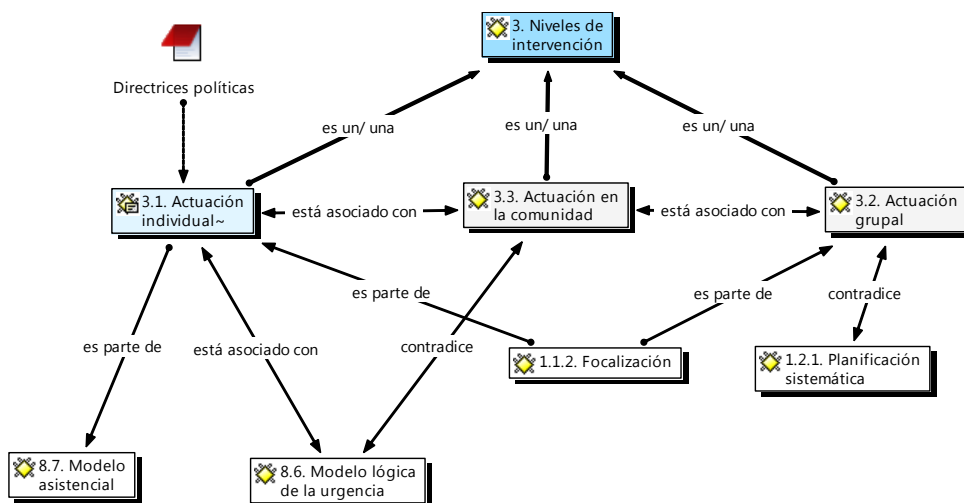 3. Niveles de
intervención
Directrices políticas
es un/ una
es un/ una
es un/ una
3.1. Actuación
individual~
está asociado con
3.3. Actuación en
la comunidad
está asociado con
3.2. Actuación
grupal
es parte de
es parte de
contradice
es parte de
está asociado con
contradice
1.1.2. Focalización
1.2.1. Planificación
sistemática
8.7. Modelo
asistencial
8.6. Modelo lógica
de la urgencia